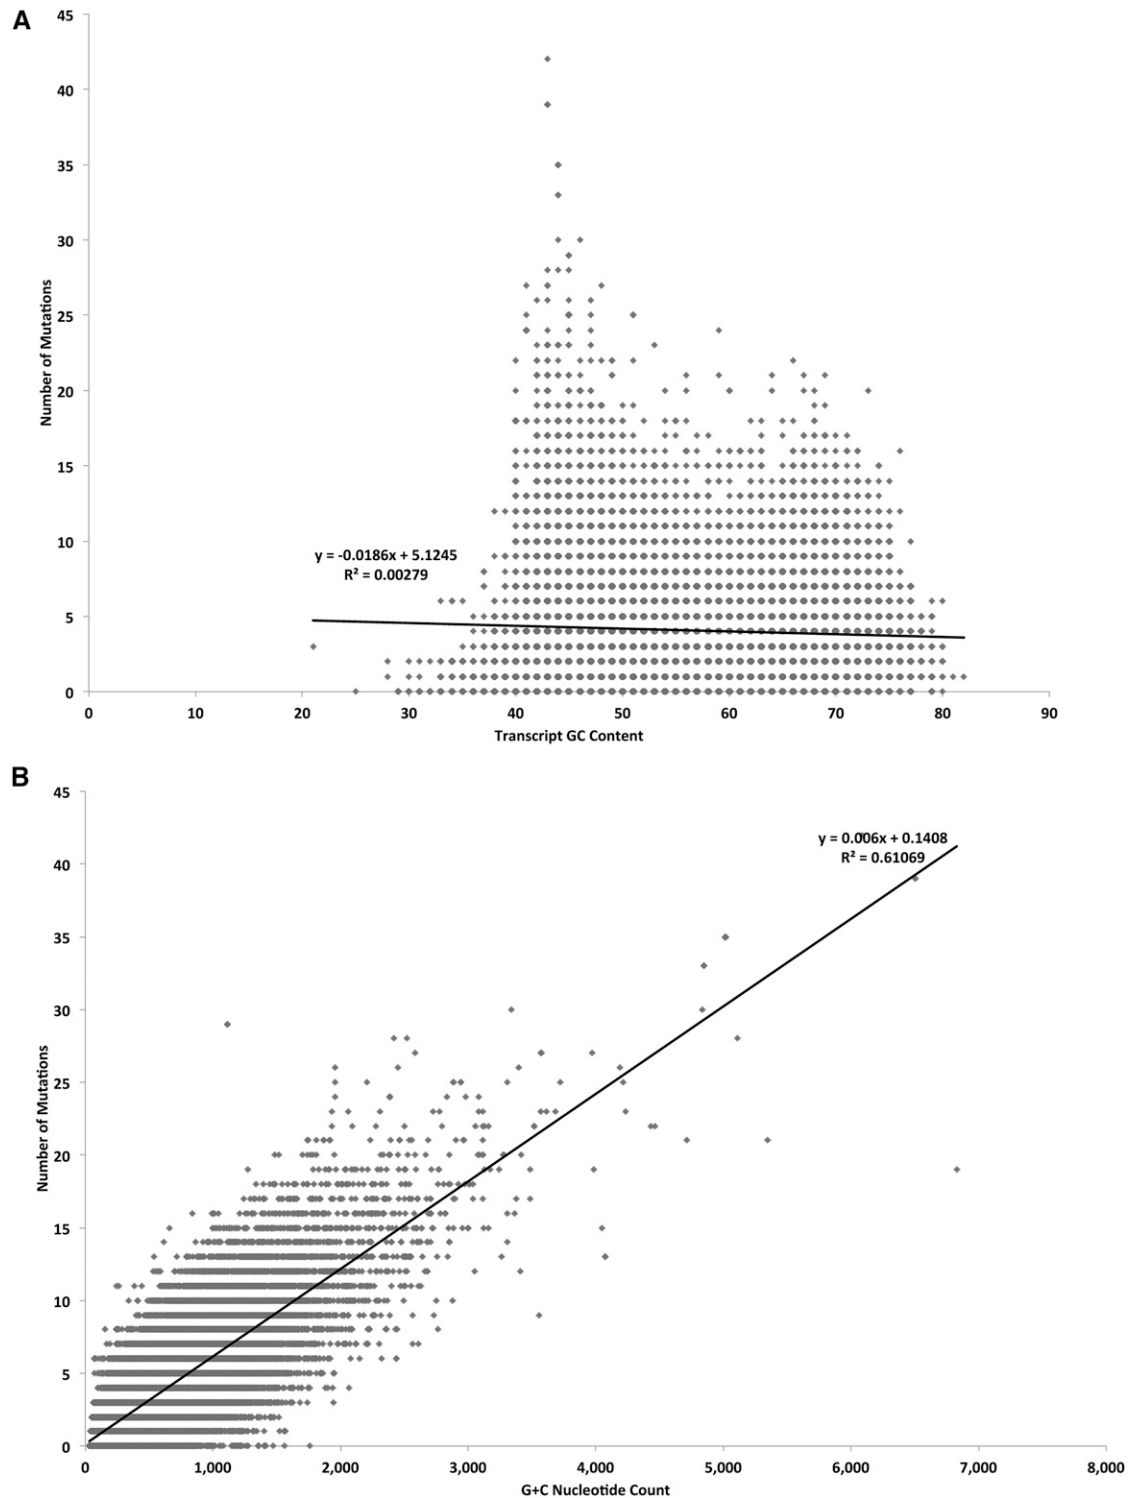 A
45
40
35
30
25
20
15
10
5
0
Number of Mutations
y = -0.0186x + 5.1245
R² = 0.00279
0 10 20 30 40 50 60 70 80 90
Transcript GC Content
B
45
40
35
30
25
20
15
10
5
0
Number of Mutations
y = 0.006x + 0.1408
R² = 0.61069
0 1,000 2,000 3,000 4,000 5,000 6,000 7,000 8,000
G+C Nucleotide Count